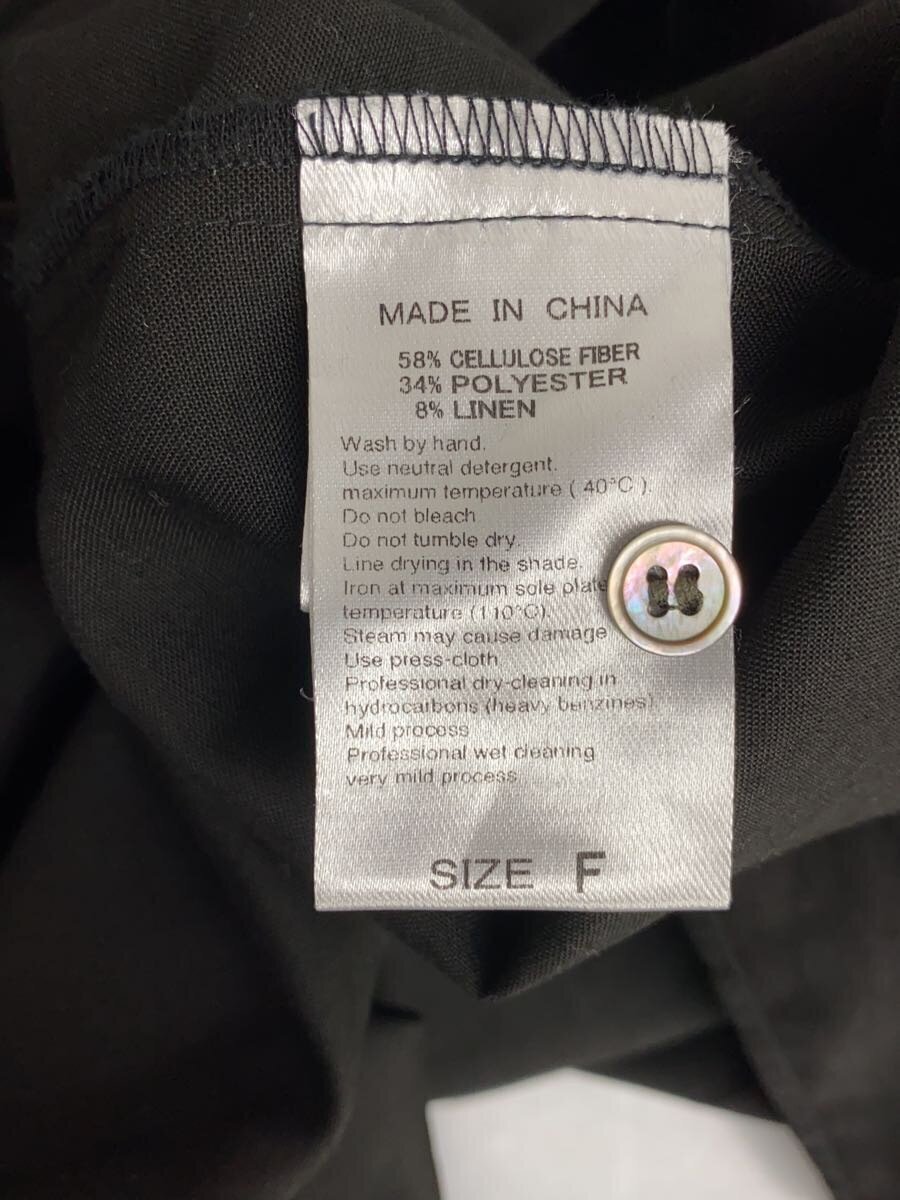 MADE IN CHINA
58% CELLULOSE FIBER
34% POLYESTER
8% LINEN
Wash by hand.
Use neutral detergent.
maximum temperature ( 40°C ).
Do not bleach
Do not tumble dry.
Line drying in the shade.
Iron at maximum sole plate
temperature (110°C).
Steam may cause damage
Use press-cloth.
Professional dry-cleaning in
hydrocarbons (heavy benzines)
Mild process
Professional wet cleaning
very mild process.
SIZE F